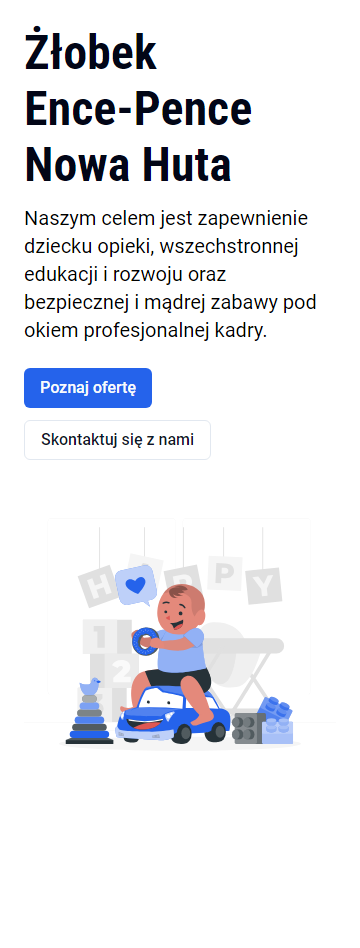 Żłobek
Ence-Pence
Nowa Huta
Naszym celem jest zapewnienie
dziecku opieki, wszechstronnej
edukacji i rozwoju oraz
bezpiecznej i mądrej zabawy pod
okiem profesjonalnej kadry.
Poznaj ofertę
Skontaktuj się z nami
H P P Y
1
2